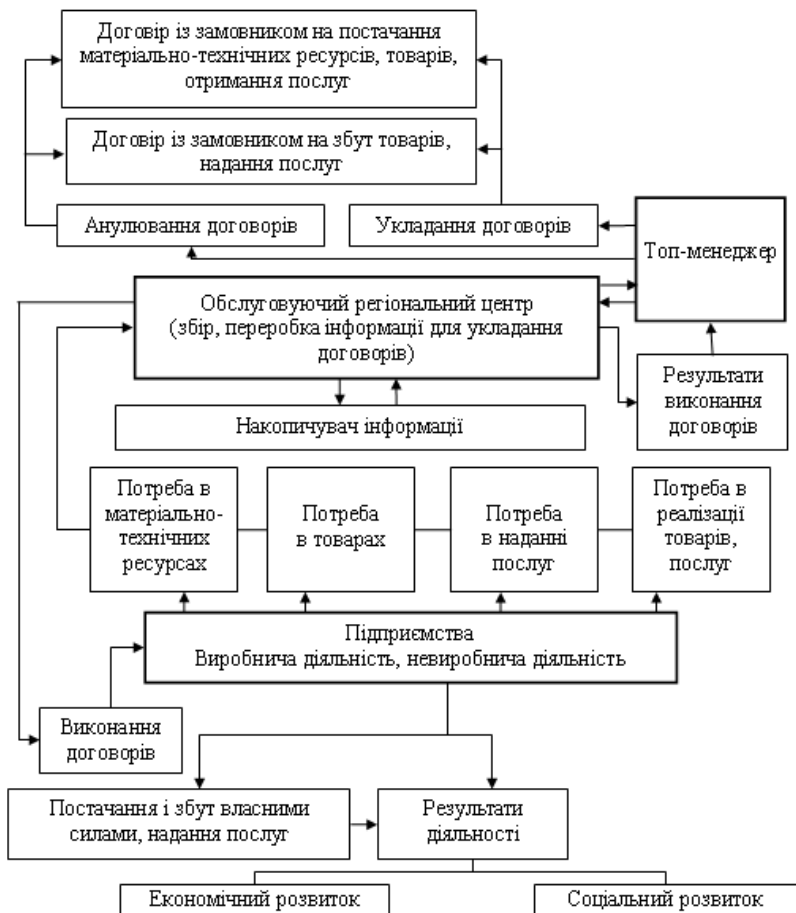 Договір із замовником на постачання
матеріально-технічних ресурсів, товарів,
отримання послуг
Договір із замовником на збут товарів,
надання послуг
Анулювання договорів
Укладання договорів
Топ-менеджер
Обслуговуючий регіональний центр
(збір, переробка інформації для укладання
договорів)
Результати
виконання
договорів
Накопичувач інформації
Потреба в
матеріально-
технічних
ресурсах
Потреба
в товарах
Потреба
в наданні
послуг
Потреба в
реалізації
товарів,
послуг
Підприємства
Виробнича діяльність, невиробнича діяльність
Виконання
договорів
Постачання і збут власними
силами, надання послуг
Результати
діяльності
Економічний розвиток
Соціальний розвиток